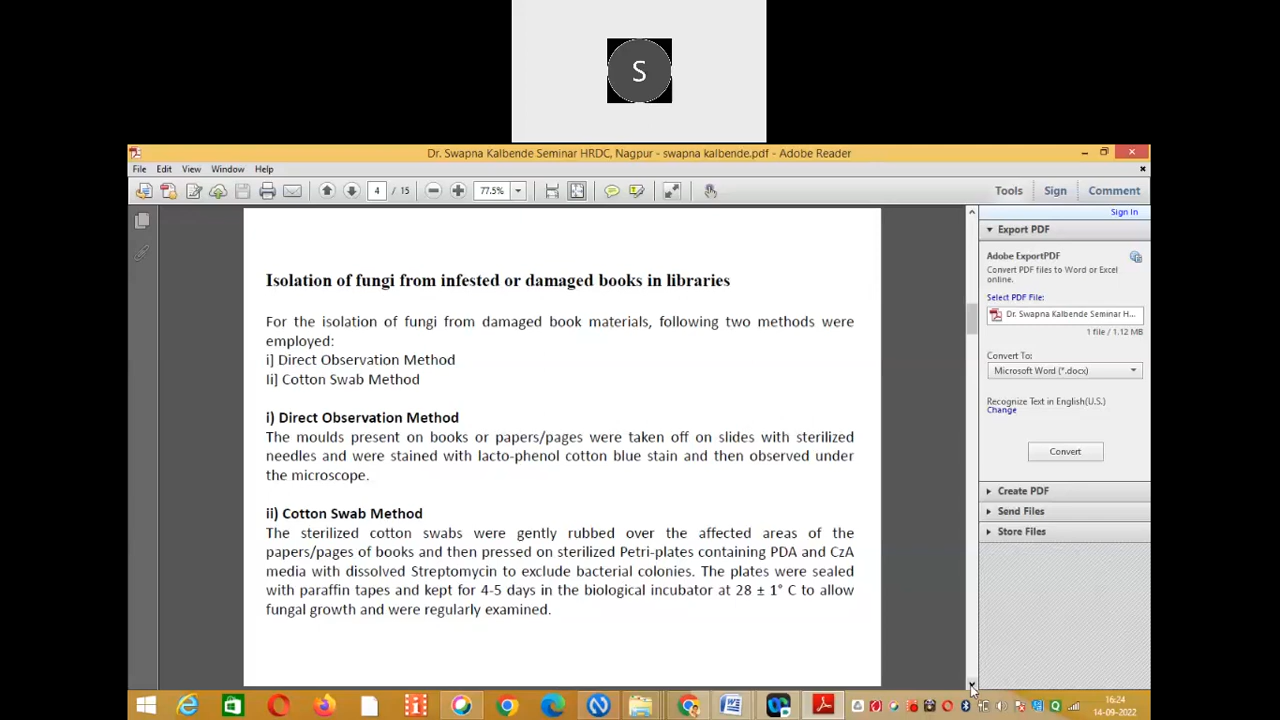 S
Dr. Swapna Kalbende Seminar HRDC, Nagpur - swapna kalbende.pdf - Adobe Reader
File Edit View Window Help
4 / 15 77.5% Tools Sign Comment
Sign In
Export PDF
Adobe ExportPDF
Convert PDF files to Word or Excel
online.
Select PDF File:
Dr. Swapna Kalbende Seminar H...
1 file / 1.12 MB
Convert To:
Microsoft Word (*.docx)
Recognize Text in English(U.S.)
Change
Convert
Create PDF
Send Files
Store Files
Isolation of fungi from infested or damaged books in libraries
For the isolation of fungi from damaged book materials, following two methods were
employed:
i] Direct Observation Method
Ii] Cotton Swab Method
i) Direct Observation Method
The moulds present on books or papers/pages were taken off on slides with sterilized
needles and were stained with lacto-phenol cotton blue stain and then observed under
the microscope.
ii) Cotton Swab Method
The sterilized cotton swabs were gently rubbed over the affected areas of the
papers/pages of books and then pressed on sterilized Petri-plates containing PDA and CzA
media with dissolved Streptomycin to exclude bacterial colonies. The plates were sealed
with paraffin tapes and kept for 4-5 days in the biological incubator at 28 ± 1° C to allow
fungal growth and were regularly examined.
16:24
14-09-2022